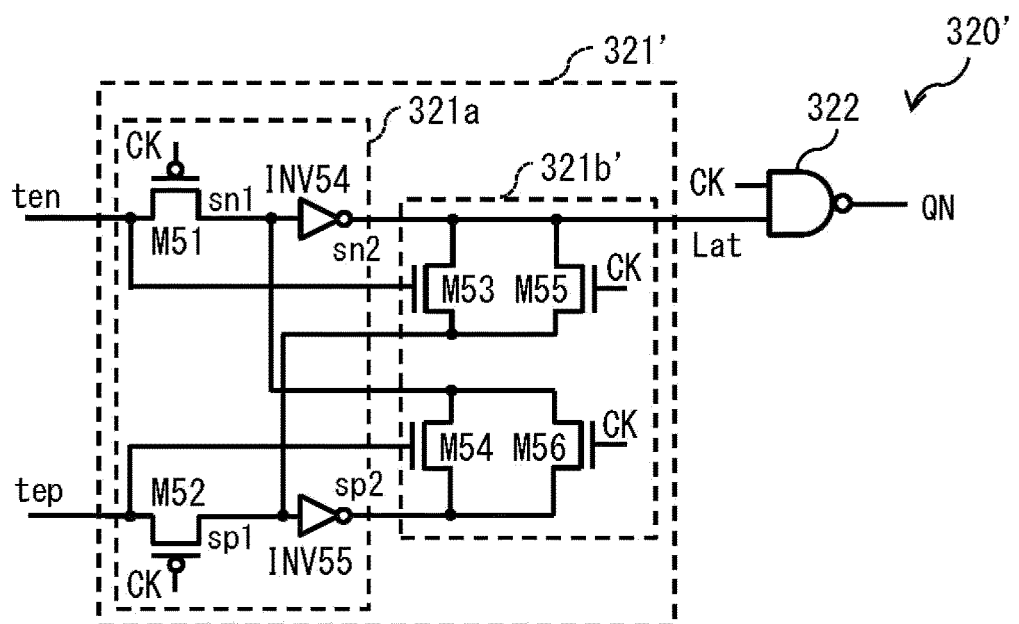 320'
321'
321a
322
CK
INV54
321b'
CK
QN
ten
sn1
M51
sn2
Lat
M53
M55
CK
M54
M56
CK
tep
M52
sp2
sp1
INV55
CK